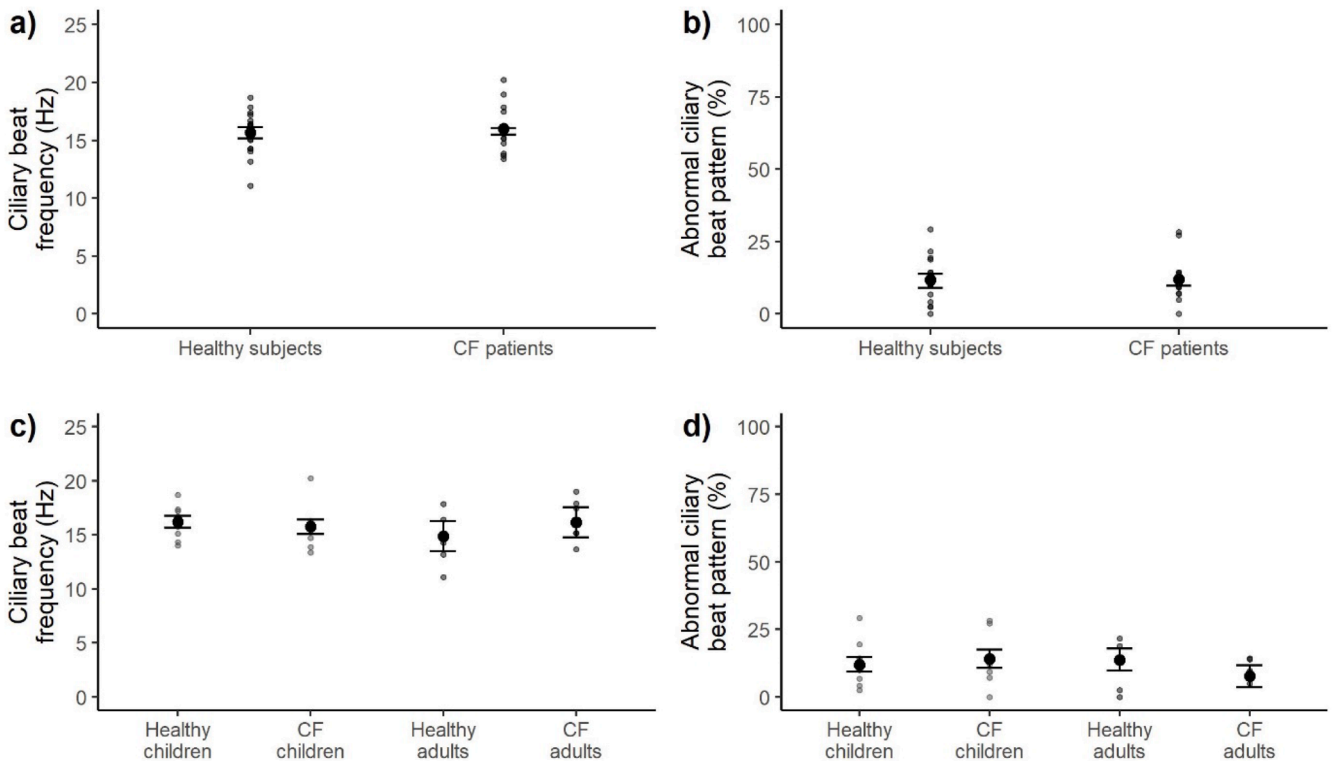 a)
Ciliary beat
frequency (Hz)
25
20
15
10
5
0
Healthy subjects
CF patients
b)
Abnormal ciliary
beat pattern (%)
100
75
50
25
0
Healthy subjects
CF patients
c)
Ciliary beat
frequency (Hz)
25
20
15
10
5
0
Healthy
children
CF
children
Healthy
adults
CF
adults
d)
Abnormal ciliary
beat pattern (%)
100
75
50
25
0
Healthy
children
CF
children
Healthy
adults
CF
adults